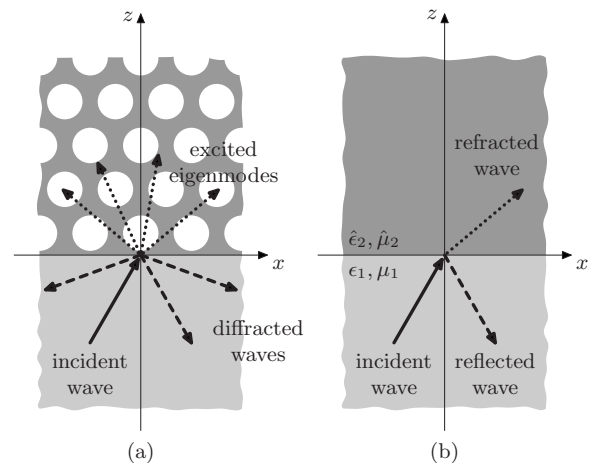 z
excited
eigenmodes
x
diffracted
waves
incident
wave
(a)
z
refracted
wave
ϵ̂₂, μ̂₂
ϵ₁, μ₁
x
incident
wave
reflected
wave
(b)